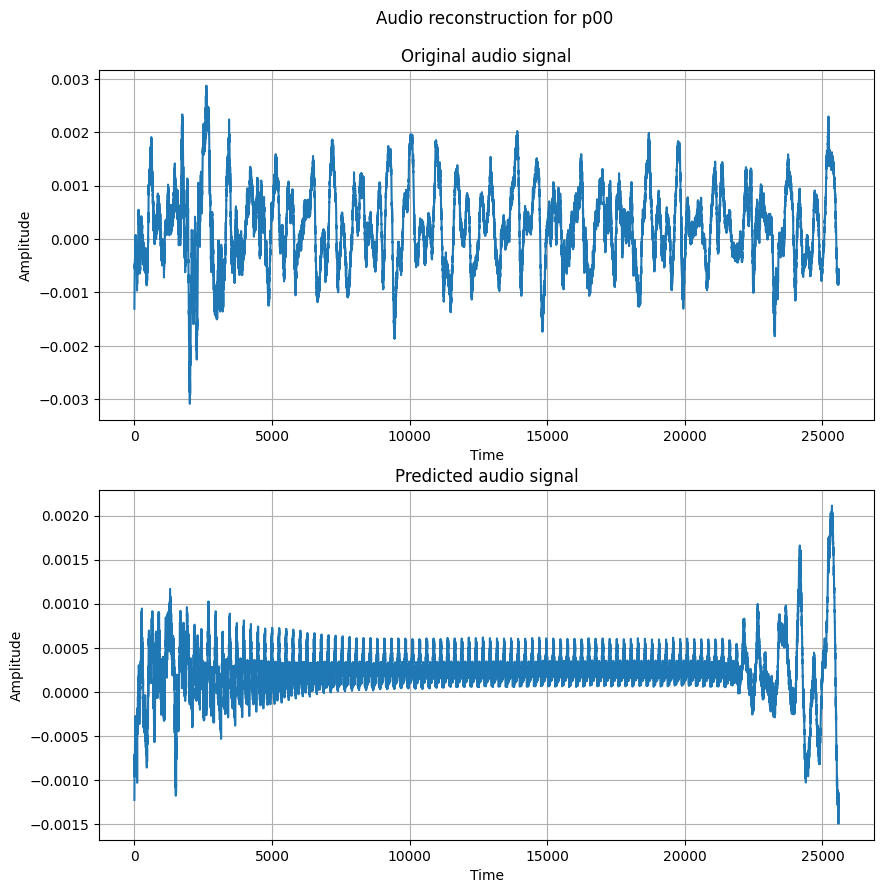 Audio reconstruction for p00
Original audio signal
0.003
0.002
0.001
0.000
−0.001
−0.002
−0.003
Amplitude
0 5000 10000 15000 20000 25000
Time
Predicted audio signal
0.0020
0.0015
0.0010
0.0005
0.0000
−0.0005
−0.0010
−0.0015
Amplitude
0 5000 10000 15000 20000 25000
Time